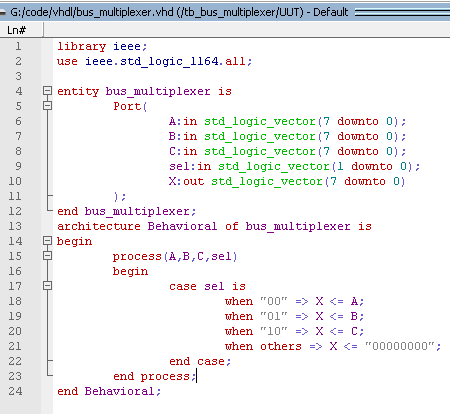 G:/code/vhdl/bus_multiplexer.vhd (/tb_bus_multiplexer/UUT) - Default
Ln#
1 library ieee;
2 use ieee.std_logic_1164.all;
3
4 entity bus_multiplexer is
5 Port(
6 A:in std_logic_vector(7 downto 0);
7 B:in std_logic_vector(7 downto 0);
8 C:in std_logic_vector(7 downto 0);
9 sel:in std_logic_vector(1 downto 0);
10 X:out std_logic_vector(7 downto 0)
11 );
12 end bus_multiplexer;
13 architecture Behavioral of bus_multiplexer is
14 begin
15 process(A,B,C,sel)
16 begin
17 case sel is
18 when "00" => X <= A;
19 when "01" => X <= B;
20 when "10" => X <= C;
21 when others => X <= "00000000";
22 end case;
23 end process;
24 end Behavioral;